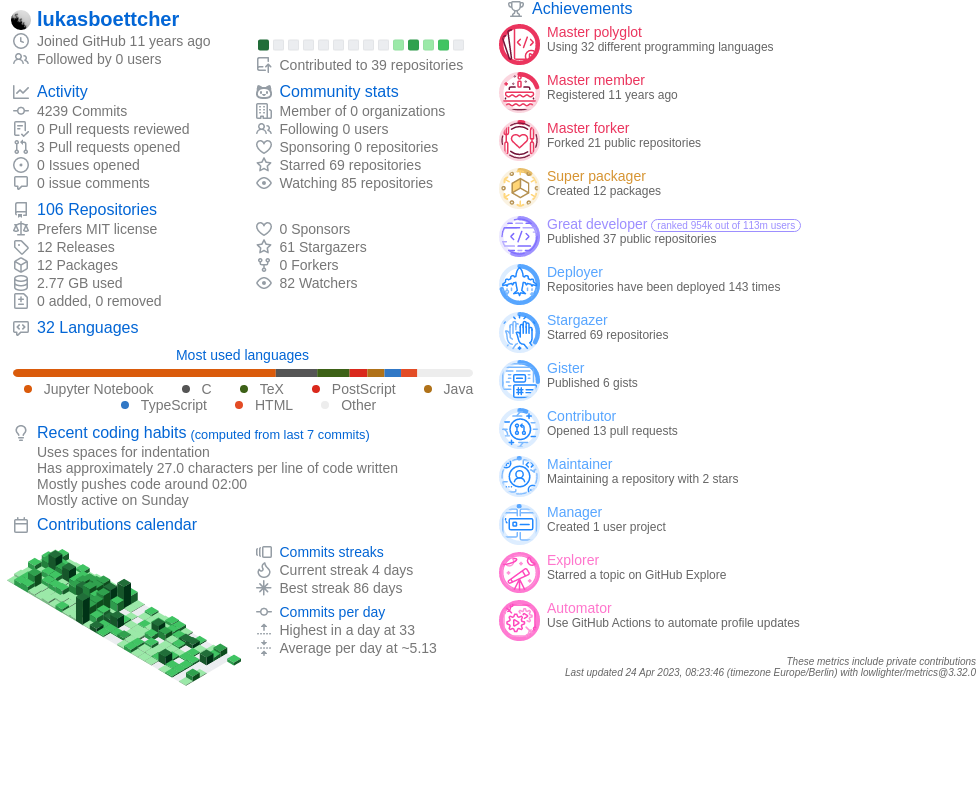 lukasboettcher
Joined GitHub 11 years ago
Followed by 0 users
Contributed to 39 repositories
Activity
4239 Commits
0 Pull requests reviewed
3 Pull requests opened
0 Issues opened
0 issue comments
Community stats
Member of 0 organizations
Following 0 users
Sponsoring 0 repositories
Starred 69 repositories
Watching 85 repositories
106 Repositories
Prefers MIT license
12 Releases
12 Packages
2.77 GB used
0 added, 0 removed
0 Sponsors
61 Stargazers
0 Forkers
82 Watchers
32 Languages
Most used languages
Jupyter Notebook C TeX PostScript Java
TypeScript HTML Other
Recent coding habits (computed from last 7 commits)
Uses spaces for indentation
Has approximately 27.0 characters per line of code written
Mostly pushes code around 02:00
Mostly active on Sunday
Contributions calendar
Commits streaks
Current streak 4 days
Best streak 86 days
Commits per day
Highest in a day at 33
Average per day at ~5.13
Achievements
Master polyglot
Using 32 different programming languages
Master member
Registered 11 years ago
Master forker
Forked 21 public repositories
Super packager
Created 12 packages
Great developer ranked 954k out of 113m users
Published 37 public repositories
Deployer
Repositories have been deployed 143 times
Stargazer
Starred 69 repositories
Gister
Published 6 gists
Contributor
Opened 13 pull requests
Maintainer
Maintaining a repository with 2 stars
Manager
Created 1 user project
Explorer
Starred a topic on GitHub Explore
Automator
Use GitHub Actions to automate profile updates
These metrics include private contributions
Last updated 24 Apr 2023, 08:23:46 (timezone Europe/Berlin) with lowlighter/metrics@3.32.0